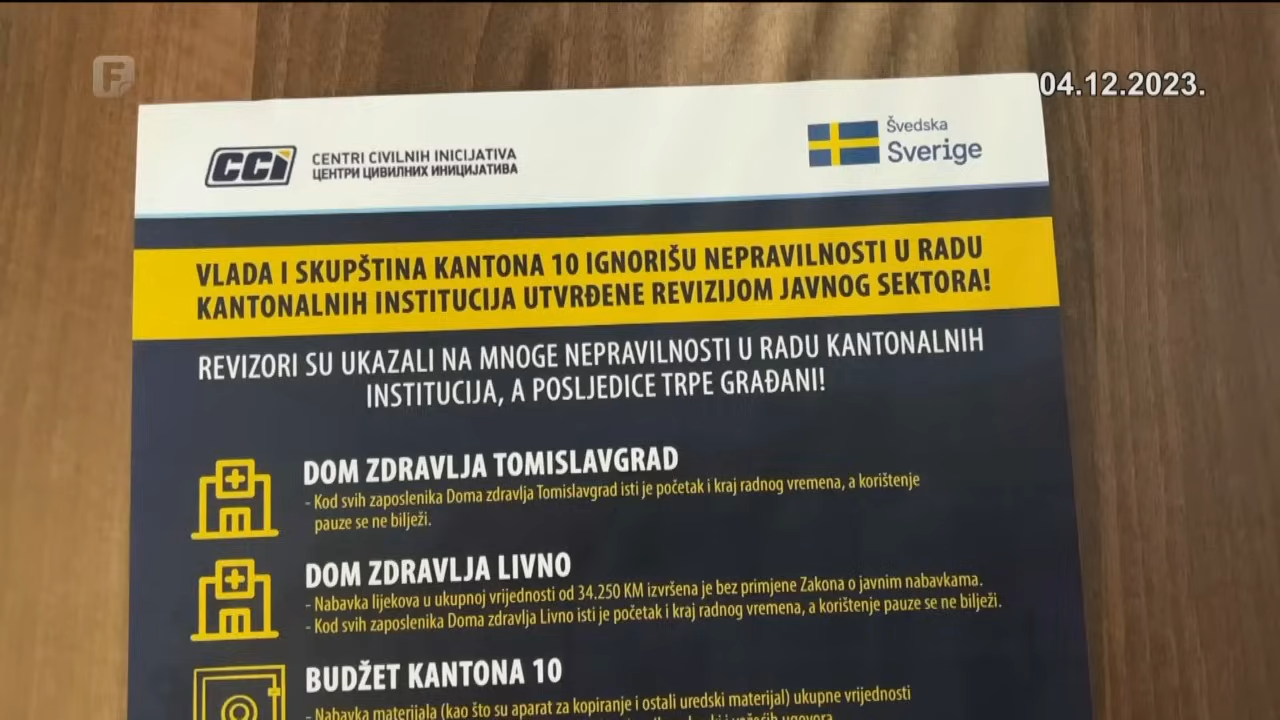 F
04.12.2023.
CCI
CENTRI CIVILNIH INICIJATIVA
ЦЕНТРИ ЦИВИЛНИХ ИНИЦИЈАТИВА
Švedska
Sverige
VLADA I SKUPŠTINA KANTONA 10 IGNORIŠU NEPRAVILNOSTI U RADU
KANTONALNIH INSTITUCIJA UTVRĐENE REVIZIJOM JAVNOG SEKTORA!
REVIZORI SU UKAZALI NA MNOGE NEPRAVILNOSTI U RADU KANTONALNIH
INSTITUCIJA, A POSLJEDICE TRPE GRAĐANI!
DOM ZDRAVLJA TOMISLAVGRAD
- Kod svih zaposlenika Doma zdravlja Tomislavgrad isti je početak i kraj radnog vremena, a korištenje
pauze se ne bilježi.
DOM ZDRAVLJA LIVNO
- Nabavka lijekova u ukupnoj vrijednosti od 34.250 KM izvršena je bez primjene Zakona o javnim nabavkama.
- Kod svih zaposlenika Doma zdravlja Livno isti je početak i kraj radnog vremena, a korištenje pauze se ne bilježi.
BUDŽET KANTONA 10
- Nabavka materijala (kao što su aparat za kopiranje i ostali uredski materijal) ukupne vrijednosti
ugovora